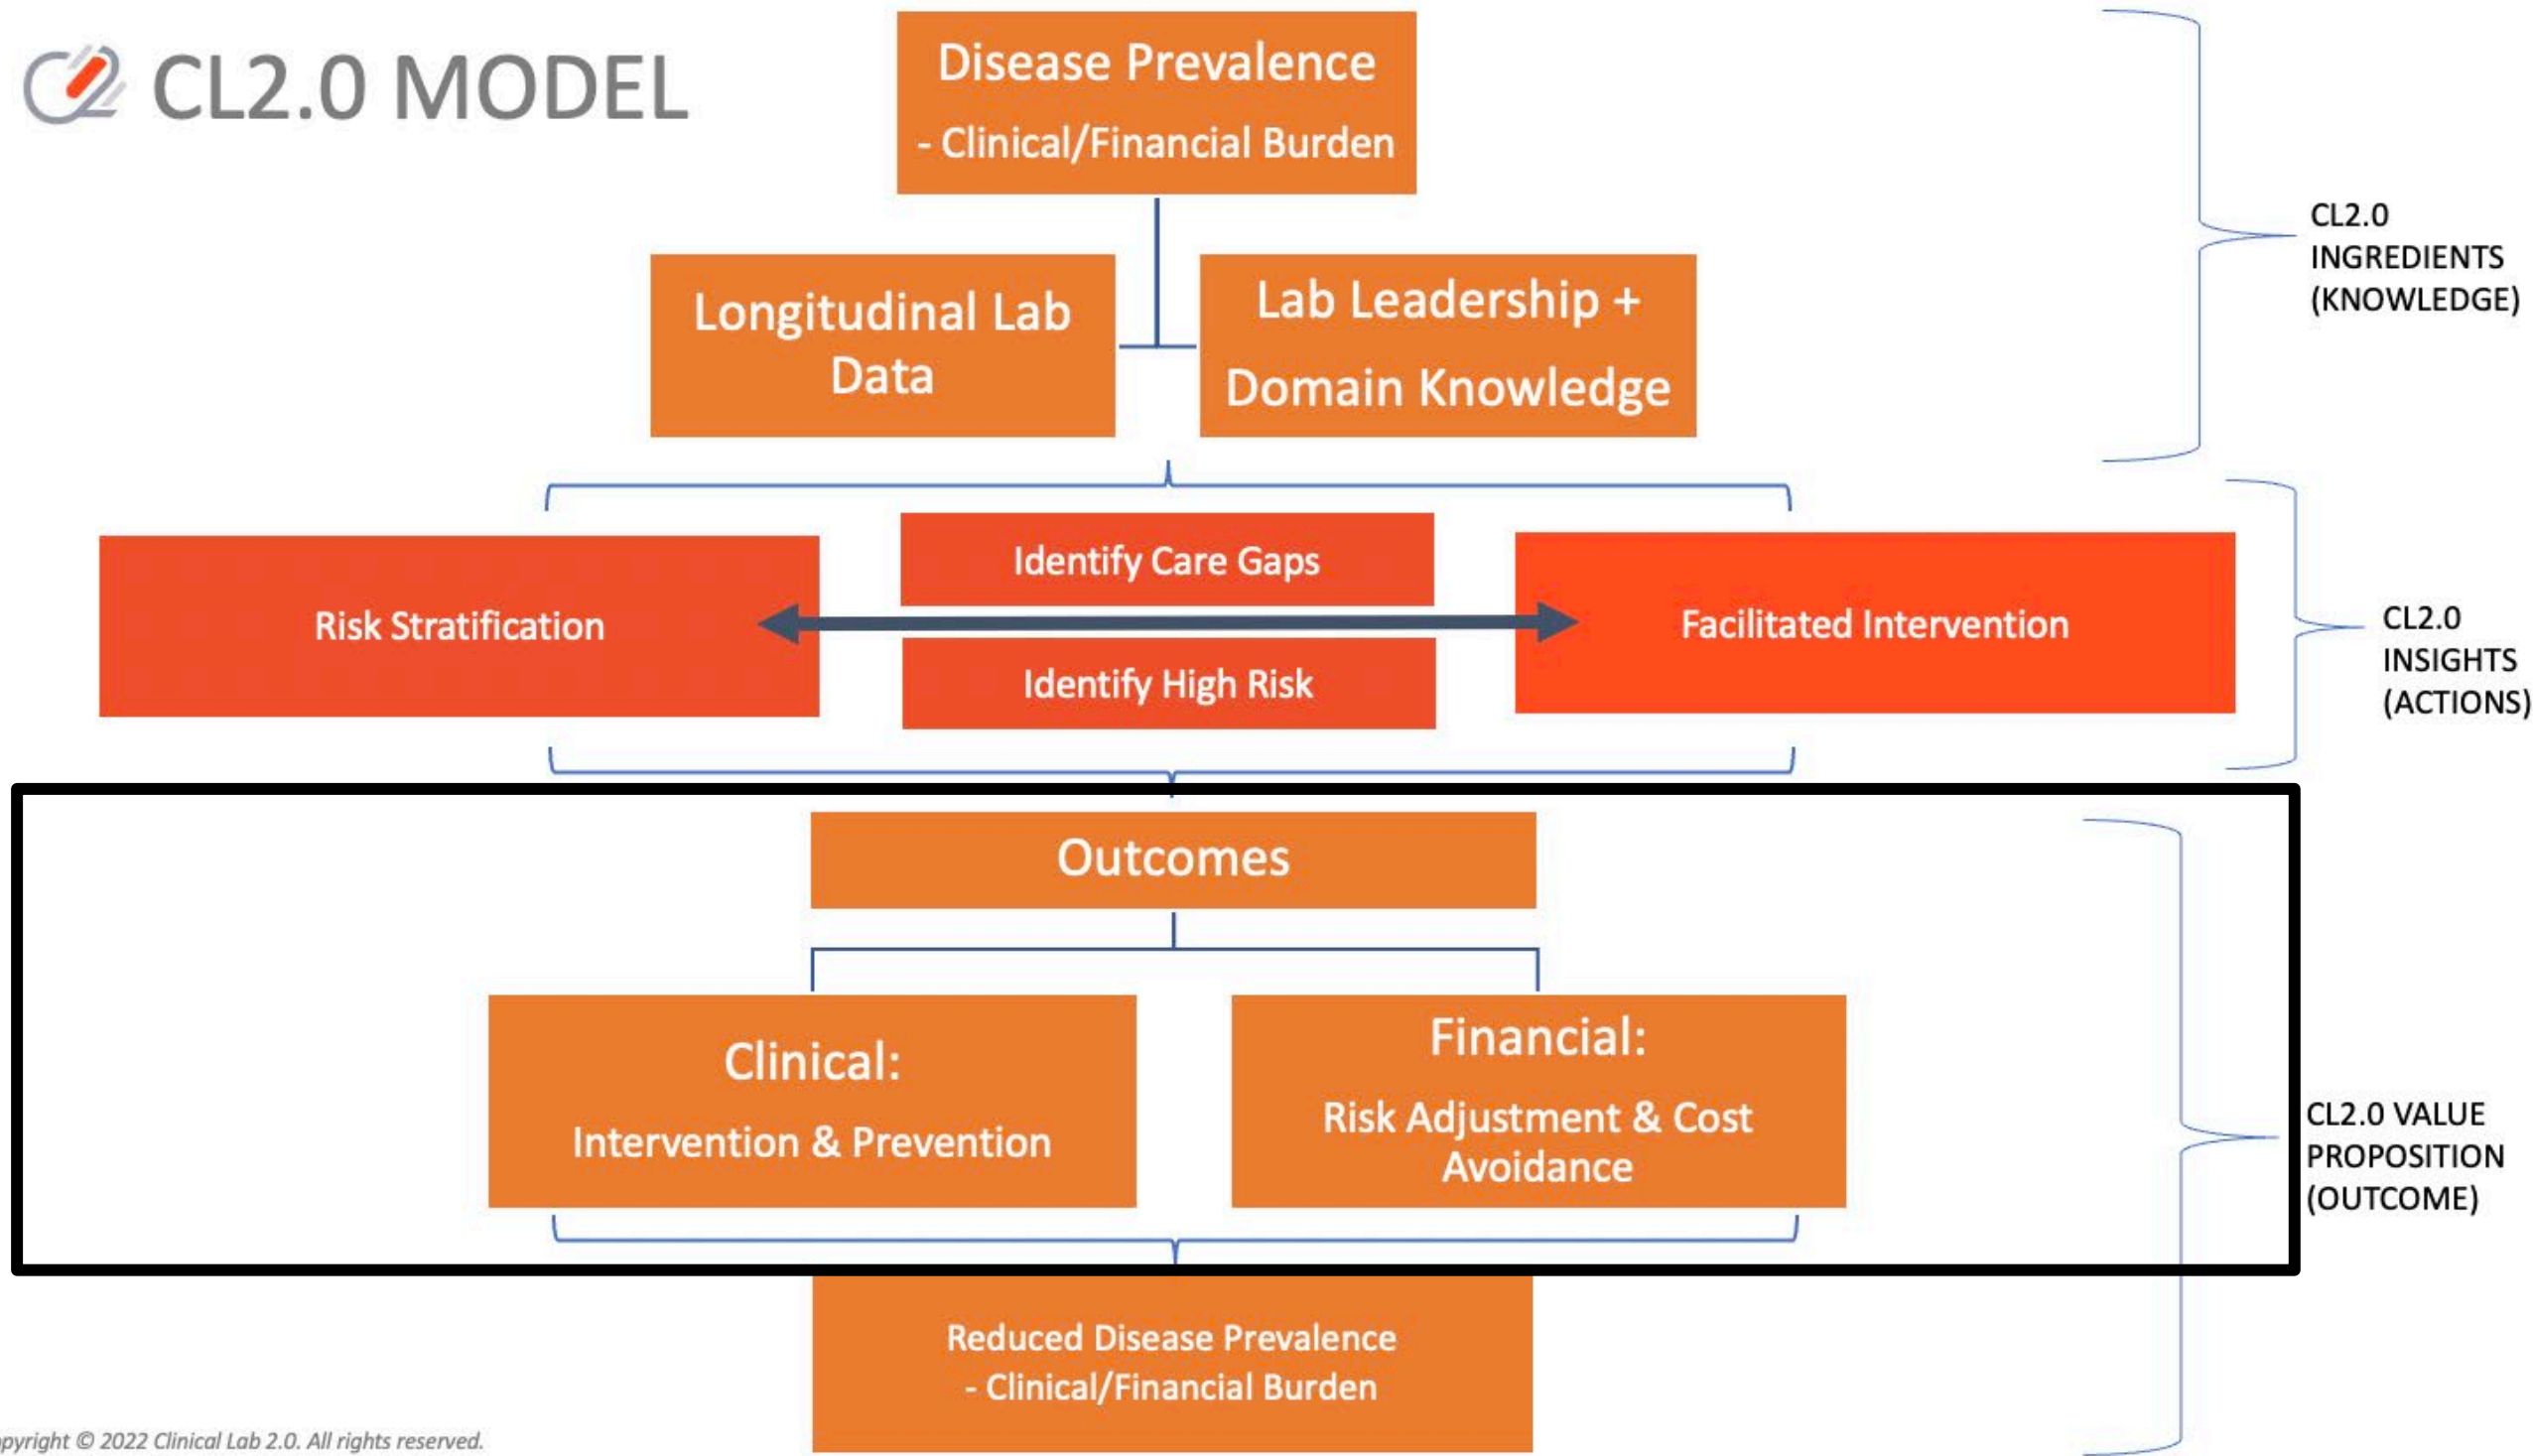 CL2.0 MODEL
Disease Prevalence
- Clinical/Financial Burden
Longitudinal Lab
Data
Lab Leadership +
Domain Knowledge
CL2.0
INGREDIENTS
(KNOWLEDGE)
Risk Stratification
Identify Care Gaps
Identify High Risk
Facilitated Intervention
CL2.0
INSIGHTS
(ACTIONS)
Outcomes
Clinical:
Intervention & Prevention
Financial:
Risk Adjustment & Cost
Avoidance
CL2.0 VALUE
PROPOSITION
(OUTCOME)
Reduced Disease Prevalence
- Clinical/Financial Burden
opyright © 2022 Clinical Lab 2.0. All rights reserved.